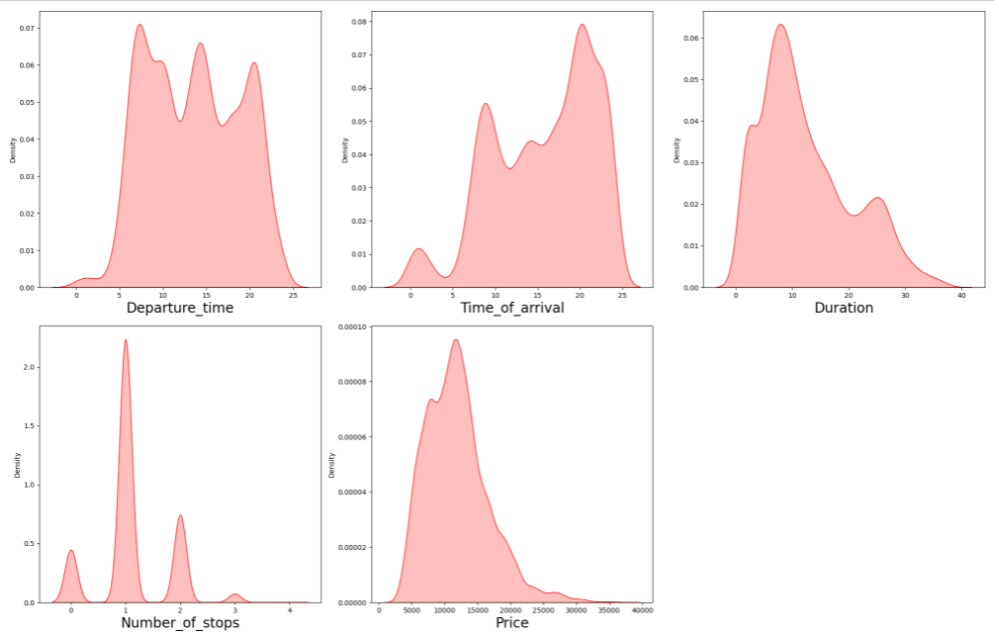 0.07
0.06
0.05
0.04
0.03
0.02
0.01
0.00
Density
0 5 10 15 20 25
Departure_time
0.08
0.07
0.06
0.05
0.04
0.03
0.02
0.01
0.00
Density
0 5 10 15 20 25
Time_of_arrival
0.06
0.05
0.04
0.03
0.02
0.01
0.00
Density
0 10 20 30 40
Duration
2.0
1.5
1.0
0.5
0.0
Density
0 1 2 3 4
Number_of_stops
0.00010
0.00008
0.00006
0.00004
0.00002
0.00000
Density
0 5000 10000 15000 20000 25000 30000 35000 40000
Price